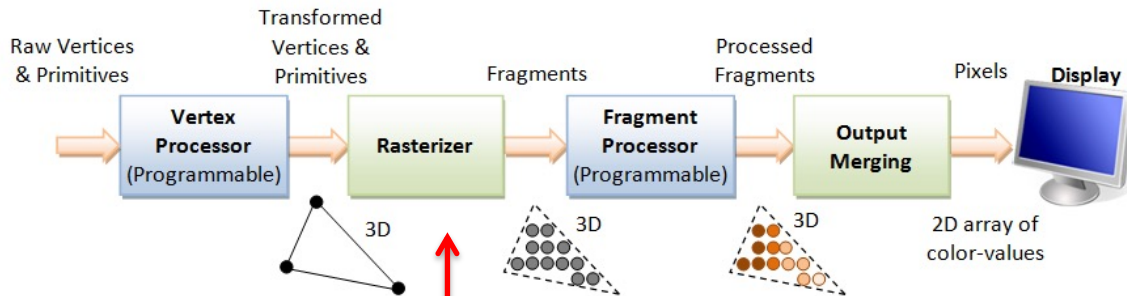 Raw Vertices
& Primitives
Transformed
Vertices &
Primitives
Fragments
Processed
Fragments
Pixels
Display
Vertex
Processor
(Programmable)
Rasterizer
Fragment
Processor
(Programmable)
Output
Merging
3D
3D
3D
2D array of
color-values